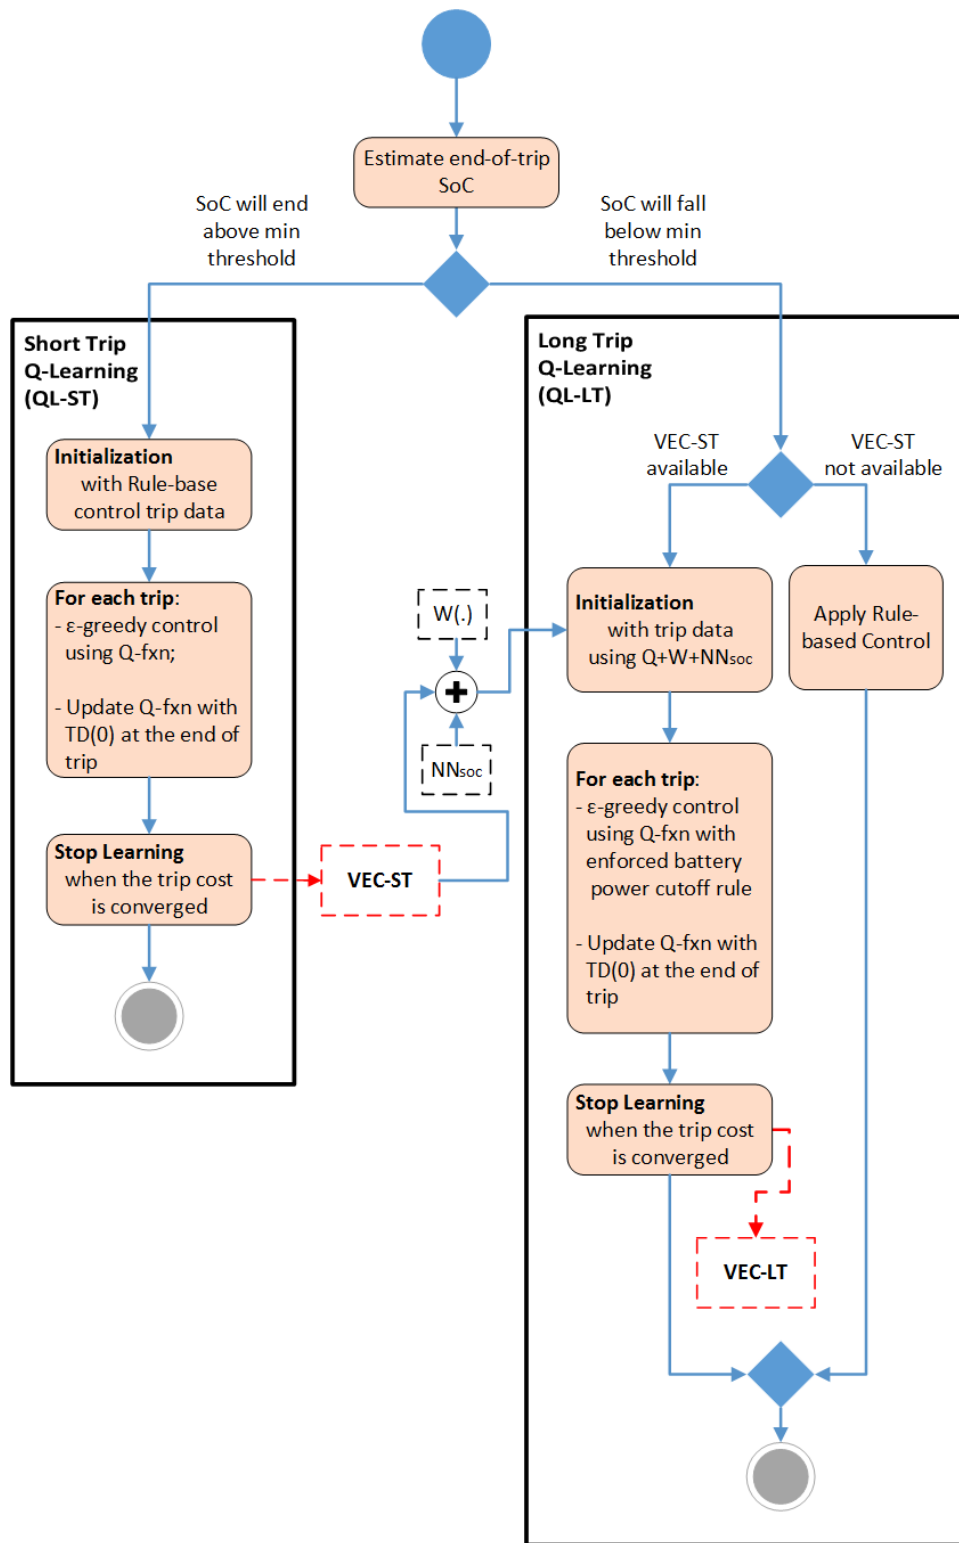 Estimate end-of-trip
SoC
SoC will end
above min
threshold
SoC will fall
below min
threshold
Short Trip
Q-Learning
(QL-ST)
Initialization
with Rule-base
control trip data
For each trip:
- ε-greedy control
using Q-fxn;
- Update Q-fxn with
TD(0) at the end of
trip
Stop Learning
when the trip cost
is converged
VEC-ST
W(.)
+
NNsoc
Long Trip
Q-Learning
(QL-LT)
VEC-ST
available
VEC-ST
not available
Initialization
with trip data
using Q+W+NNsoc
Apply Rule-
based Control
For each trip:
- ε-greedy control
using Q-fxn with
enforced battery
power cutoff rule
- Update Q-fxn with
TD(0) at the end of
trip
Stop Learning
when the trip cost
is converged
VEC-LT